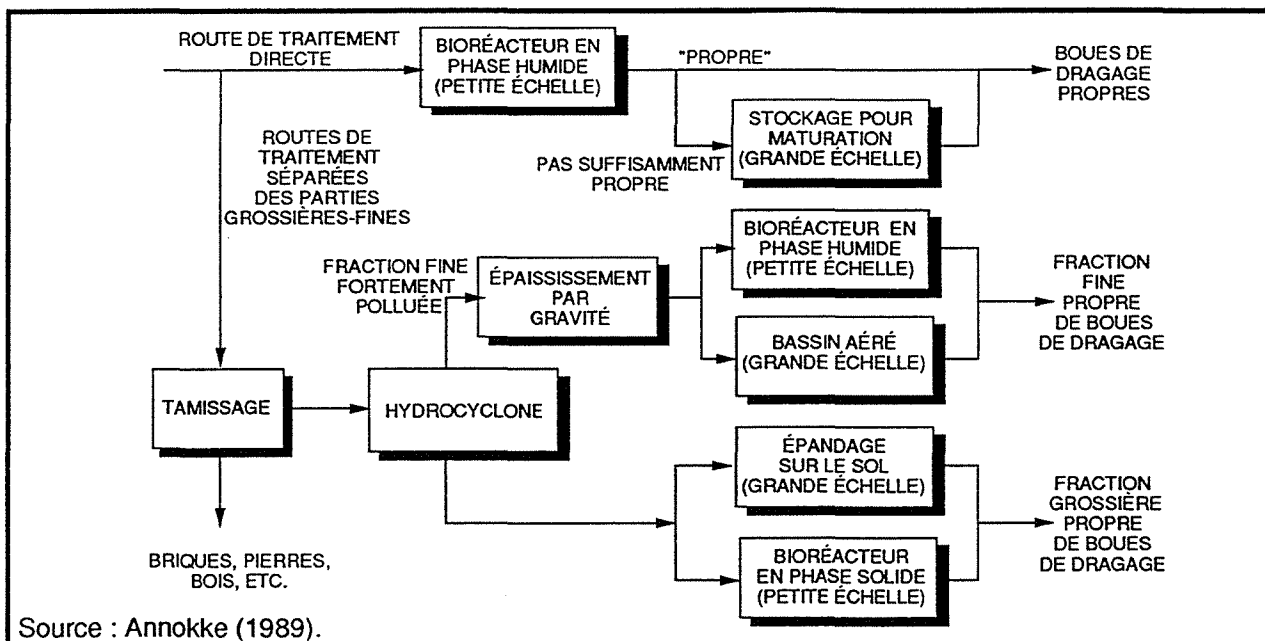 ROUTE DE TRAITEMENT
DIRECTE
BIORÉACTEUR EN
PHASE HUMIDE
(PETITE ÉCHELLE)
"PROPRE"
BOUES DE
DRAGAGE
PROPRES
STOCKAGE POUR
MATURATION
(GRANDE ÉCHELLE)
PAS SUFFISAMMENT
PROPRE
ROUTES DE
TRAITEMENT
SÉPARÉES
DES PARTIES
GROSSIÈRES-FINES
FRACTION FINE
FORTEMENT
POLLUÉE
ÉPAISSISSEMENT
PAR
GRAVITÉ
BIORÉACTEUR EN
PHASE HUMIDE
(PETITE ÉCHELLE)
BASSIN AÉRÉ
(GRANDE ÉCHELLE)
FRACTION
FINE
PROPRE
DE BOUES
DE DRAGAGE
TAMISSAGE
HYDROCYCLONE
ÉPANDAGE
SUR LE SOL
(GRANDE ÉCHELLE)
BIORÉACTEUR
EN PHASE SOLIDE
(PETITE ÉCHELLE)
FRACTION
GROSSIÈRE
PROPRE
DE BOUES
DE DRAGAGE
BRIQUES, PIERRES,
BOIS, ETC.
Source : Annokke (1989).